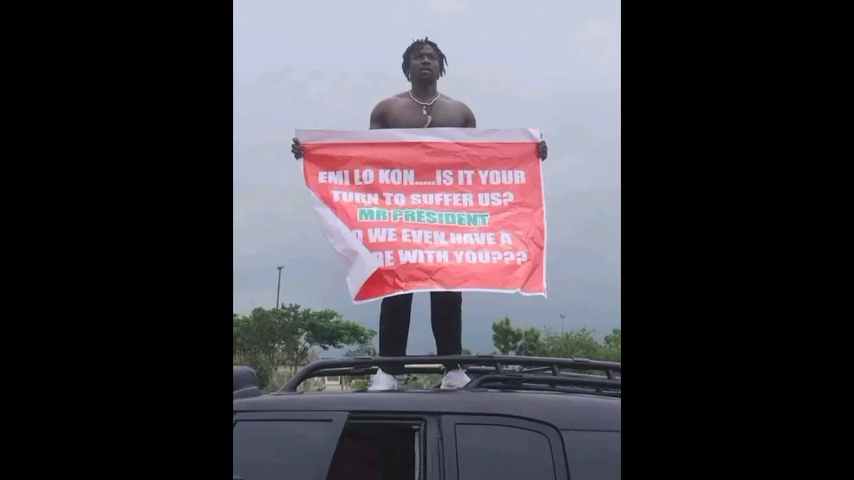 EMI LO KON.....IS IT YOUR
TURN TO SUFFER US?
MR PRESIDENT
WE EVEN HAVE A
WITH YOU???